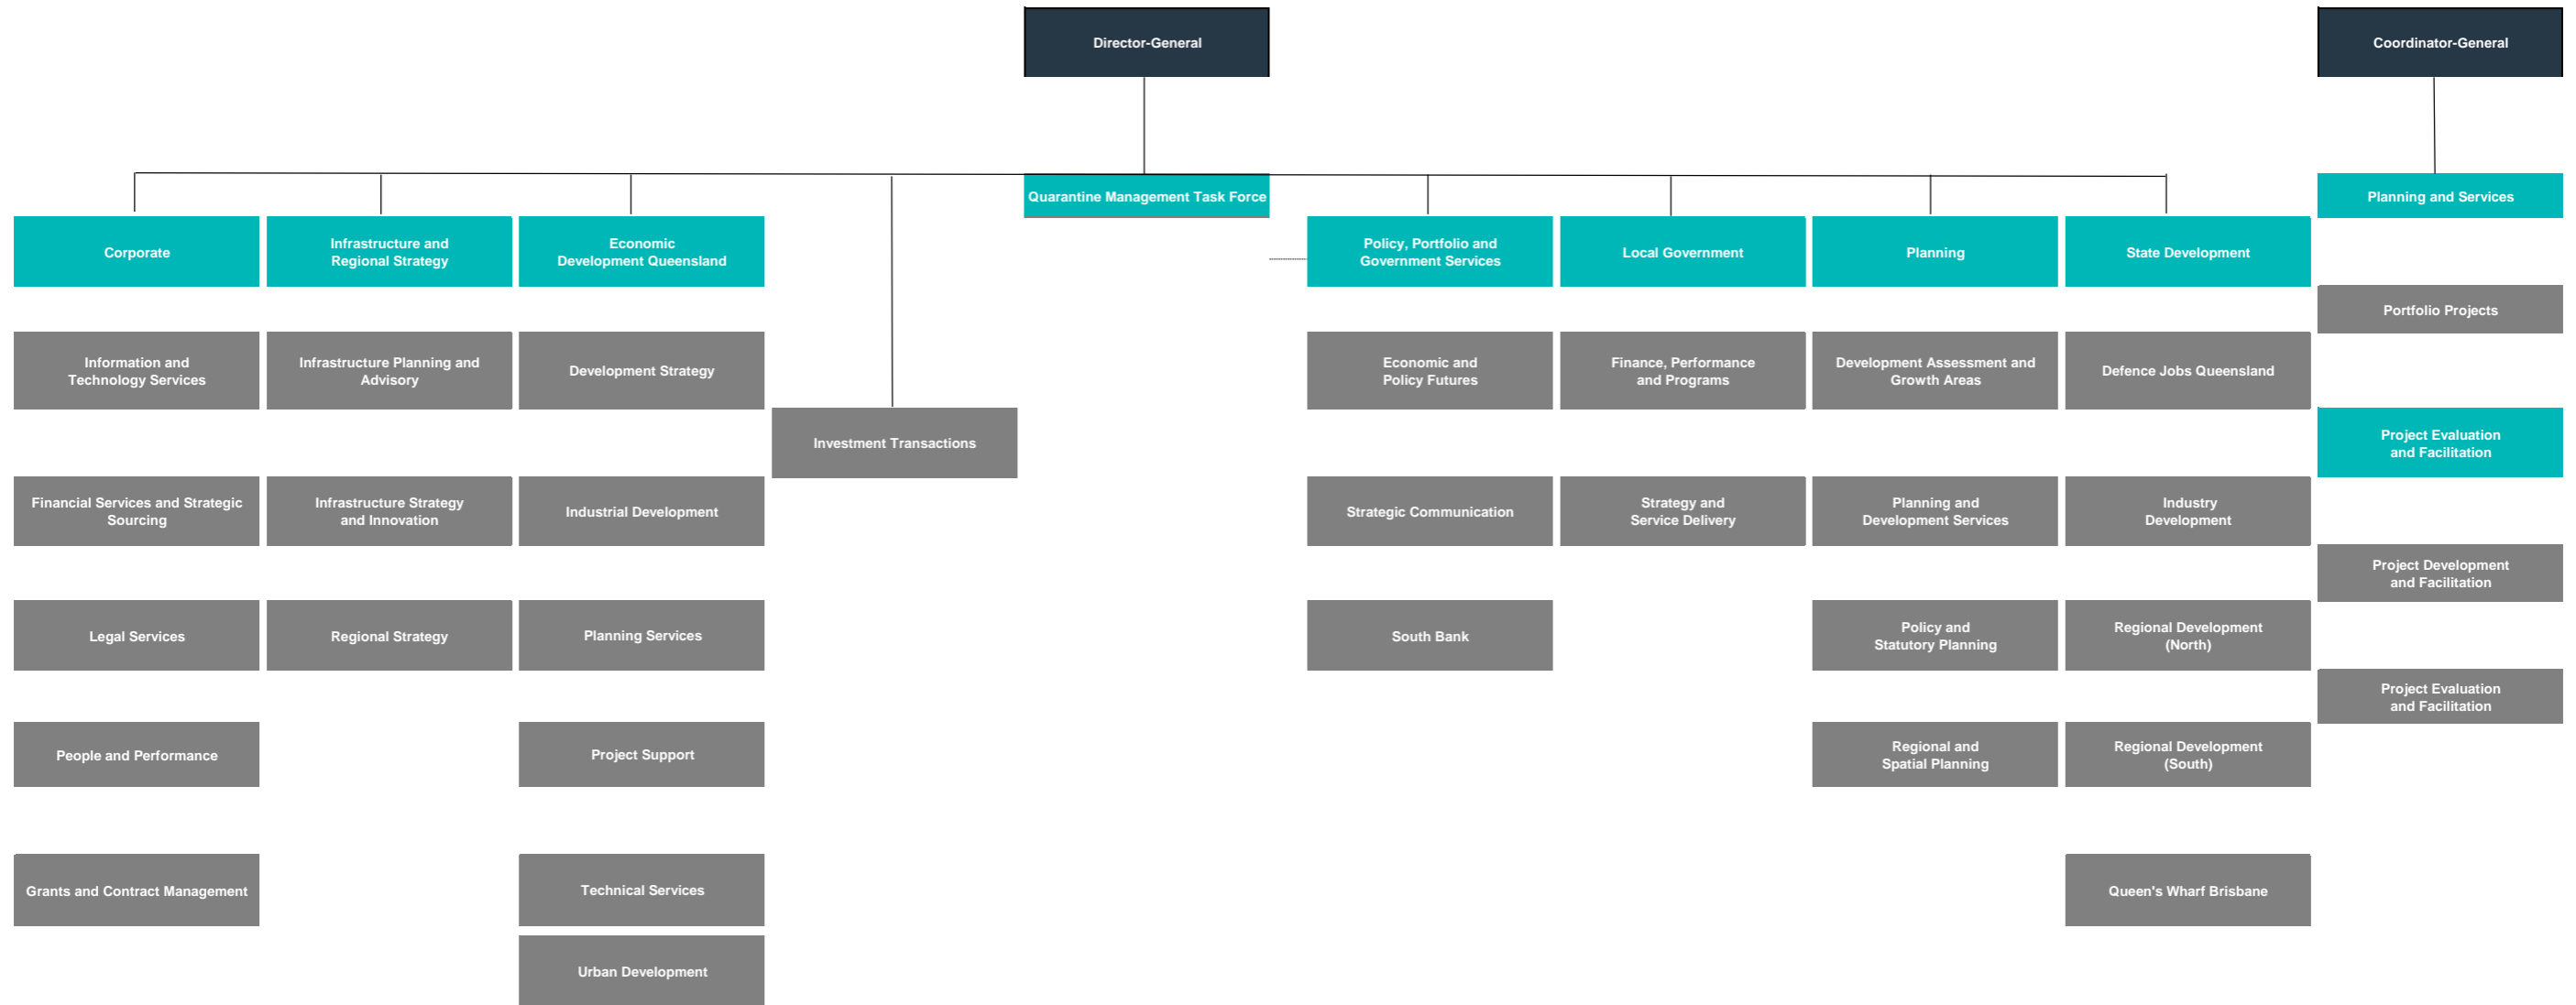 Director-General
Coordinator-General
Quarantine Management Task Force
Planning and Services
Corporate
Infrastructure and
Regional Strategy
Economic
Development Queensland
Policy, Portfolio and
Government Services
Local Government
Planning
State Development
Portfolio Projects
Information and
Technology Services
Infrastructure Planning and
Advisory
Development Strategy
Economic and
Policy Futures
Finance, Performance
and Programs
Development Assessment and
Growth Areas
Defence Jobs Queensland
Investment Transactions
Project Evaluation
and Facilitation
Financial Services and Strategic
Sourcing
Infrastructure Strategy
and Innovation
Industrial Development
Strategic Communication
Strategy and
Service Delivery
Planning and
Development Services
Industry
Development
Project Development
and Facilitation
Legal Services
Regional Strategy
Planning Services
South Bank
Policy and
Statutory Planning
Regional Development
(North)
Project Evaluation
and Facilitation
People and Performance
Project Support
Regional and
Spatial Planning
Regional Development
(South)
Grants and Contract Management
Technical Services
Queen's Wharf Brisbane
Urban Development